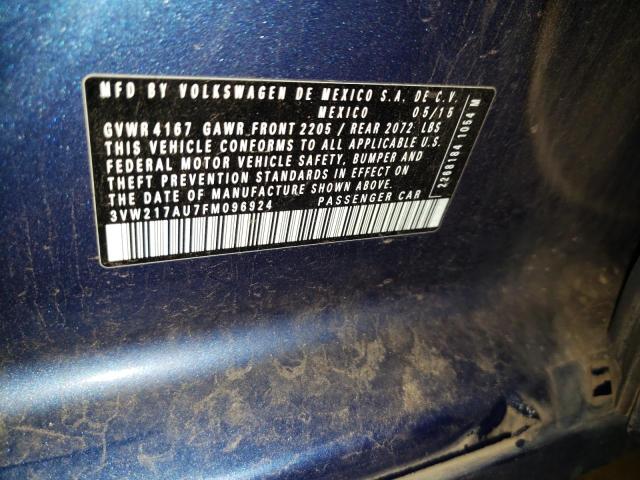 MFD BY VOLKSWAGEN DE MEXICO S.A. DE C.V.
MEXICO 05/15
GVWR 4167 GAWR FRONT 2205 / REAR 2072 LBS
THIS VEHICLE CONFORMS TO ALL APPLICABLE U.S.
FEDERAL MOTOR VEHICLE SAFETY, BUMPER AND
THEFT PREVENTION STANDARDS IN EFFECT ON
THE DATE OF MANUFACTURE SHOWN ABOVE.
3VW217AU7FM096924 PASSENGER CAR
2268184 1054 M